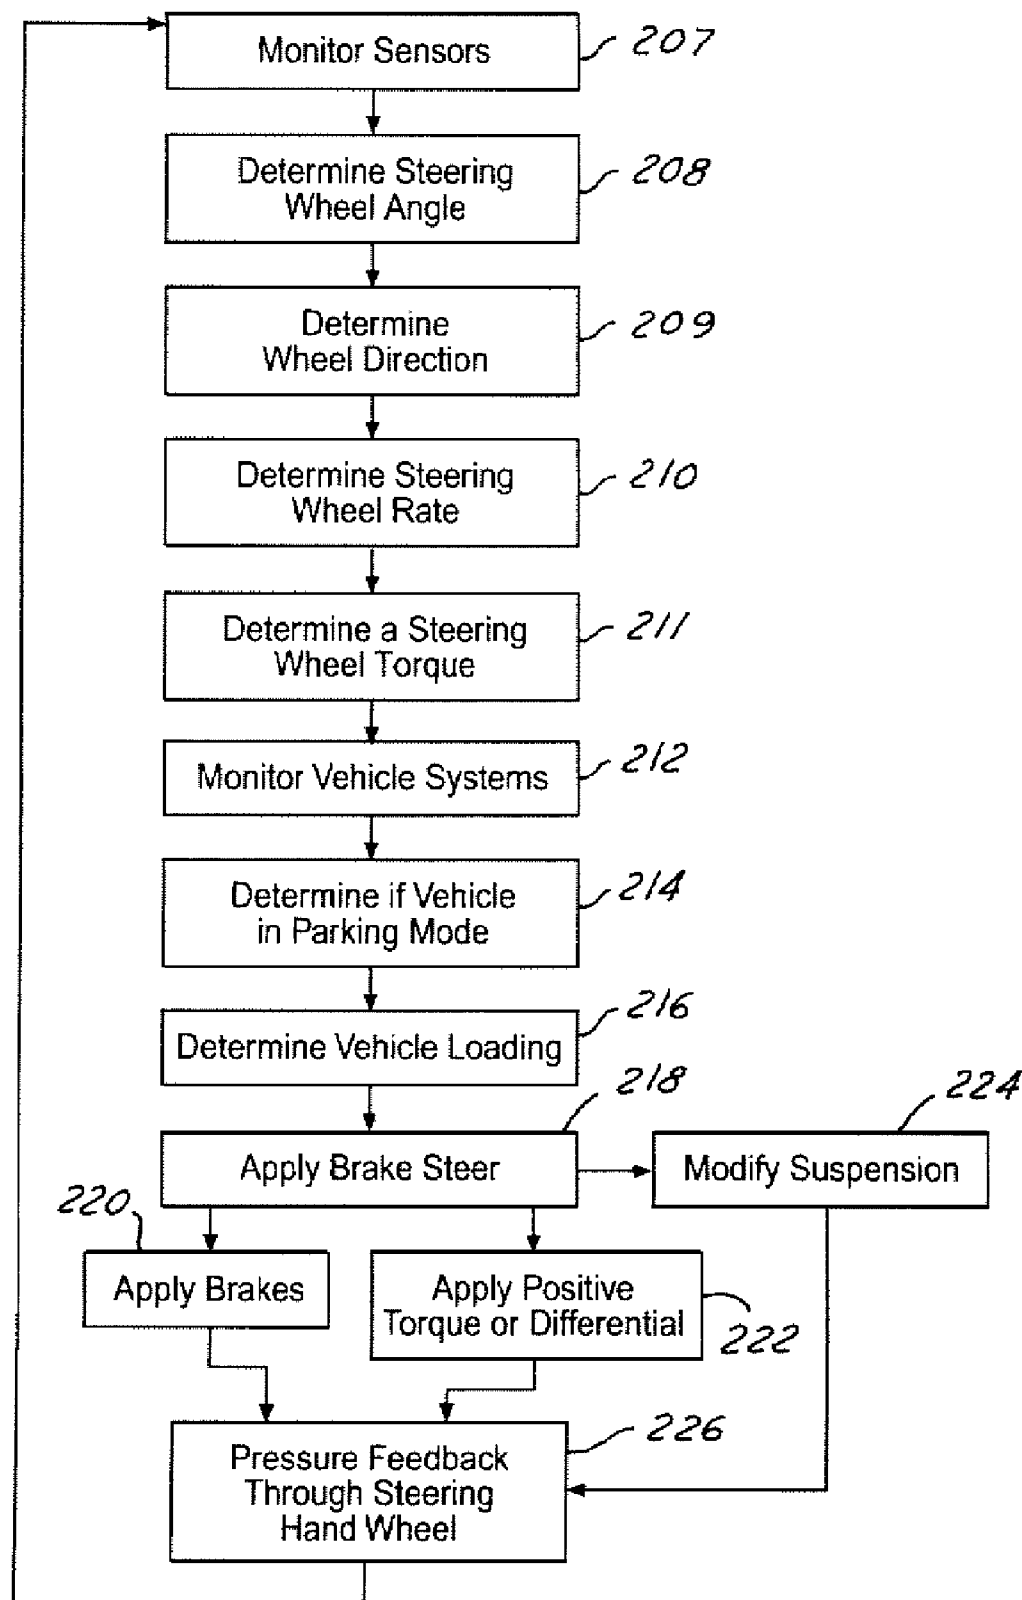 Monitor Sensors
207
Determine Steering
Wheel Angle
208
Determine
Wheel Direction
209
Determine Steering
Wheel Rate
210
Determine a Steering
Wheel Torque
211
Monitor Vehicle Systems
212
Determine if Vehicle
in Parking Mode
214
Determine Vehicle Loading
216
Apply Brake Steer
218
Modify Suspension
224
220
Apply Brakes
Apply Positive
Torque or Differential
222
Pressure Feedback
Through Steering
Hand Wheel
226